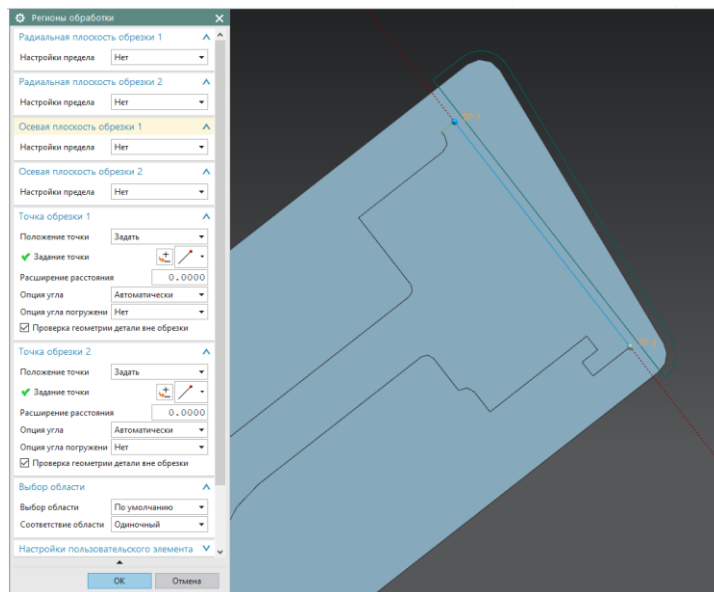 Регионы обработки
Радиальная плоскость обрезки 1
Настройки предела Нет
Радиальная плоскость обрезки 2
Настройки предела Нет
Осевая плоскость обрезки 1
Настройки предела Нет
Осевая плоскость обрезки 2
Настройки предела Нет
Точка обрезки 1
Положение точки Задать
Задание точки
Расширение расстояния 0.0000
Опция угла Автоматически
Опция угла погружени Нет
Проверка геометрии детали вне обрезки
Точка обрезки 2
Положение точки Задать
Задание точки
Расширение расстояния 0.0000
Опция угла Автоматически
Опция угла погружени Нет
Проверка геометрии детали вне обрезки
Выбор области
Выбор области По умолчанию
Соответствие области Одиночный
Настройки пользовательского элемента
OK Отмена